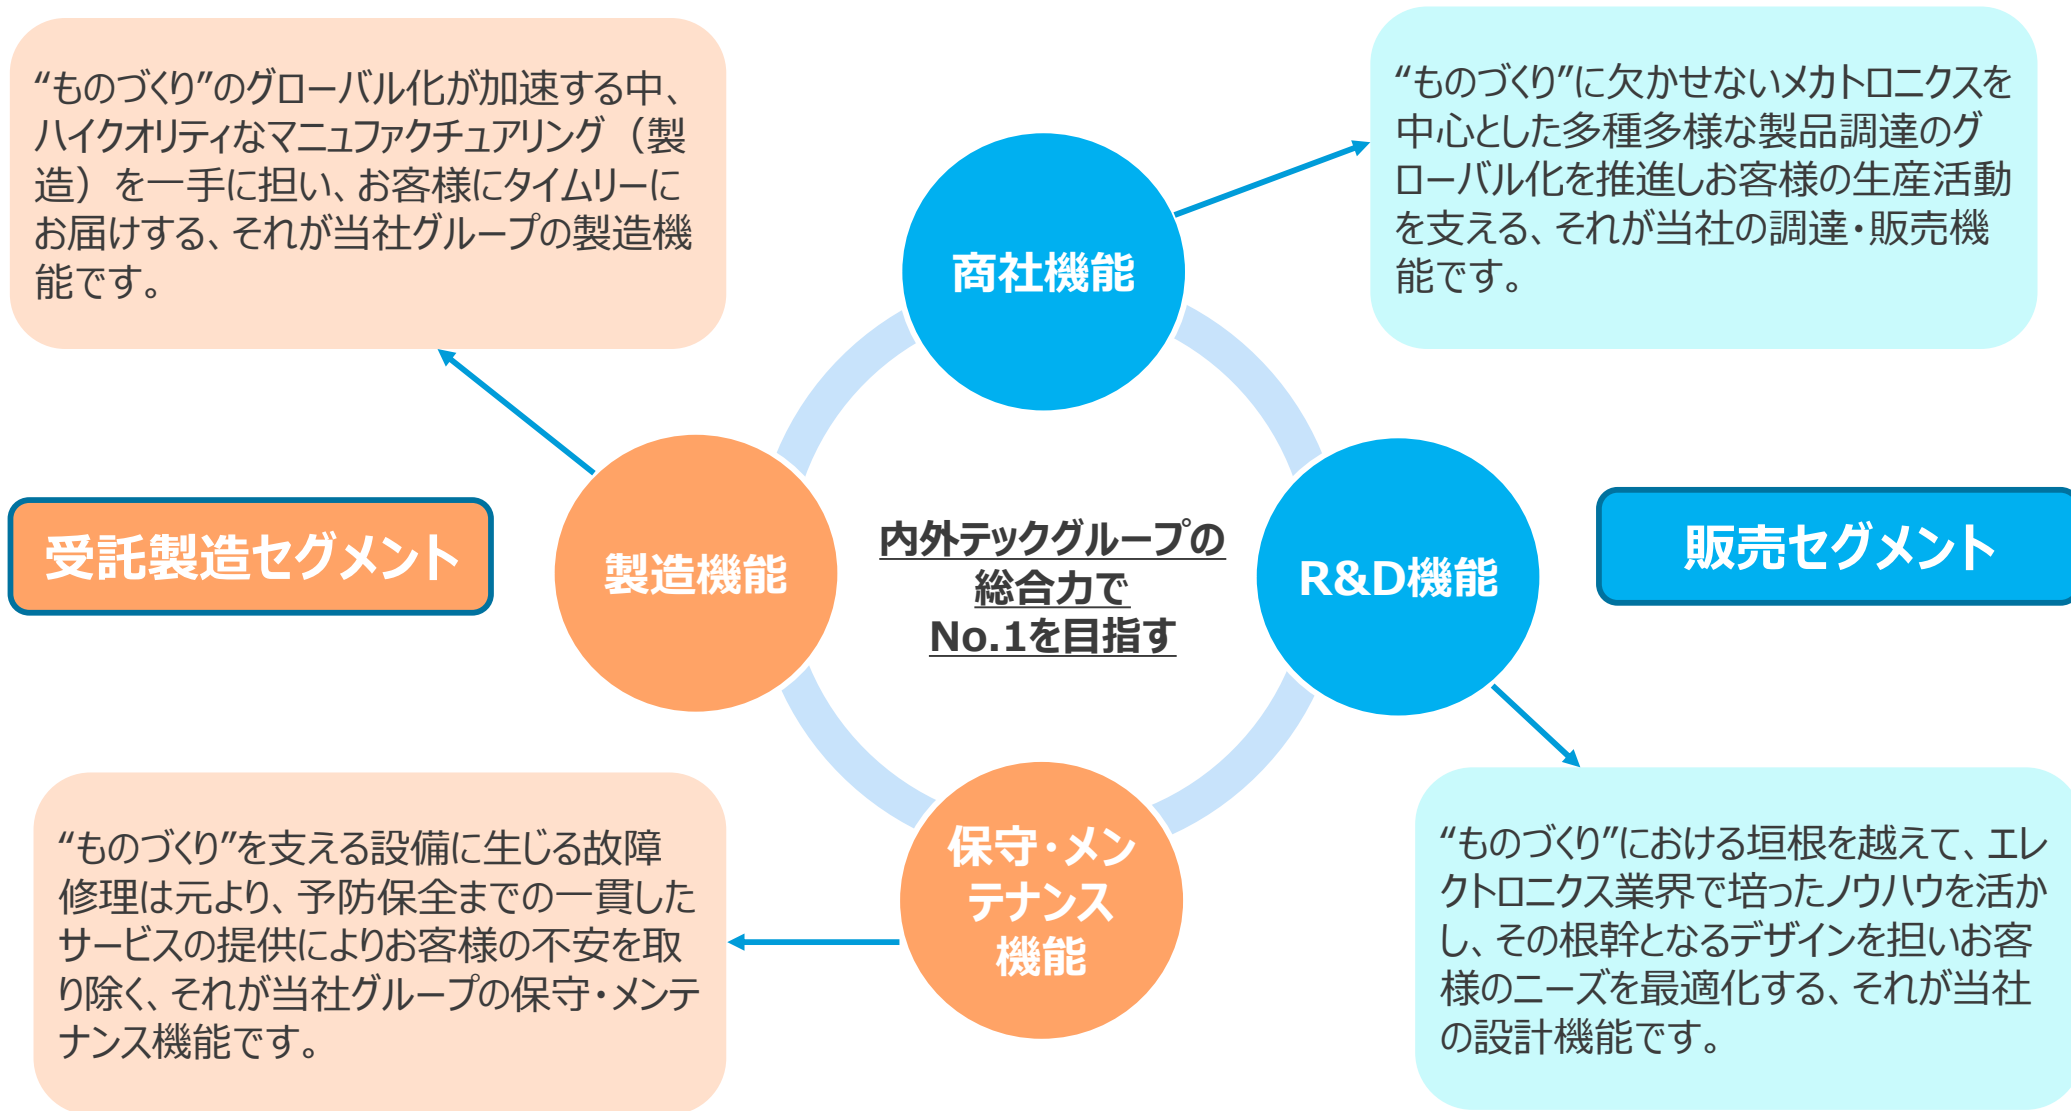 “ものづくり”のグローバル化が加速する中、
ハイクオリティなマニュファクチュアリング（製
造）を一手に担い、お客様にタイムリーに
お届けする、それが当社グループの製造機
能です。
“ものづくり”に欠かせないメカトロニクスを
中心とした多種多様な製品調達のグ
ローバル化を推進しお客様の生産活動
を支える、それが当社の調達・販売機
能です。
商社機能
受託製造セグメント
製造機能
内外テックグループの
総合力で
No.1を目指す
R&D機能
販売セグメント
“ものづくり”を支える設備に生じる故障
修理は元より、予防保全までの一貫した
サービスの提供によりお客様の不安を取
り除く、それが当社グループの保守・メンテ
ナンス機能です。
保守・メン
テナンス
機能
“ものづくり”における垣根を越えて、エレ
クトロニクス業界で培ったノウハウを活か
し、その根幹となるデザインを担いお客
様のニーズを最適化する、それが当社
の設計機能です。